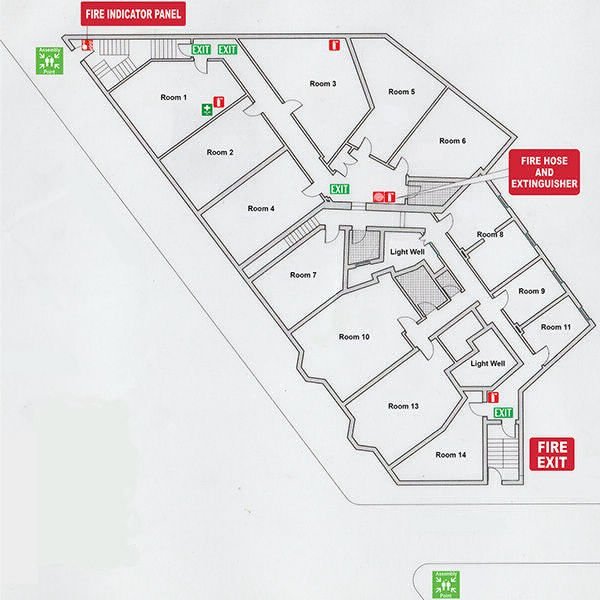 FIRE INDICATOR PANEL
Assembly
Point
EXIT
EXIT
Room 3
Room 5
Room 1
Room 6
Room 2
FIRE HOSE
AND
EXTINGUISHER
EXIT
Room 4
Room 8
Light Well
Room 7
Room 9
Room 11
Room 10
Light Well
Room 13
EXIT
FIRE
EXIT
Room 14
Assembly
Point